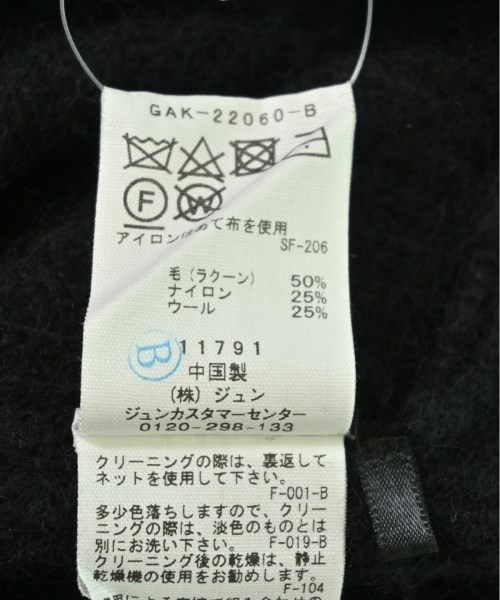 GAK-22060-B
F W
アイロンはあて布を使用
SF-206
毛(ラクーン) 50%
ナイロン 25%
ウール 25%
B 11791
中国製
(株)ジュン
ジュンカスタマーセンター
0120-298-133
クリーニングの際は、裏返して
ネットを使用して下さい。
F-001-B
多少色落ちしますので、クリー
ニングの際は、淡色のものとは
別にお洗い下さい。 F-019-B
クリーニング後の乾燥は、静止
乾燥機の使用をお勧めします。
F-104